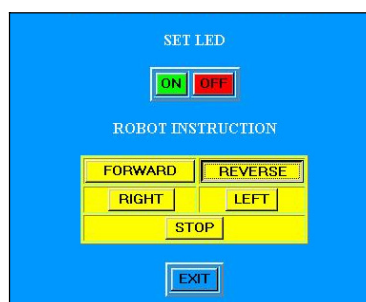 SET LED
ON OFF
ROBOT INSTRUCTION
FORWARD REVERSE
RIGHT LEFT
STOP
EXIT